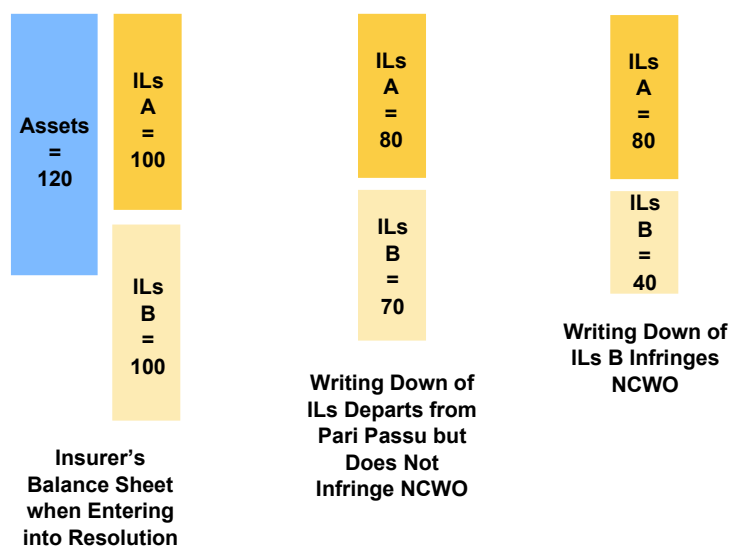 Assets
=
120
ILs
A
=
100
ILs
B
=
100
Insurer's
Balance Sheet
when Entering
into Resolution
ILs
A
=
80
ILs
B
=
70
Writing Down of
ILs Departs from
Pari Passu but
Does Not
Infringe NCWO
ILs
A
=
80
ILs
B
=
40
Writing Down of
ILs B Infringes
NCWO